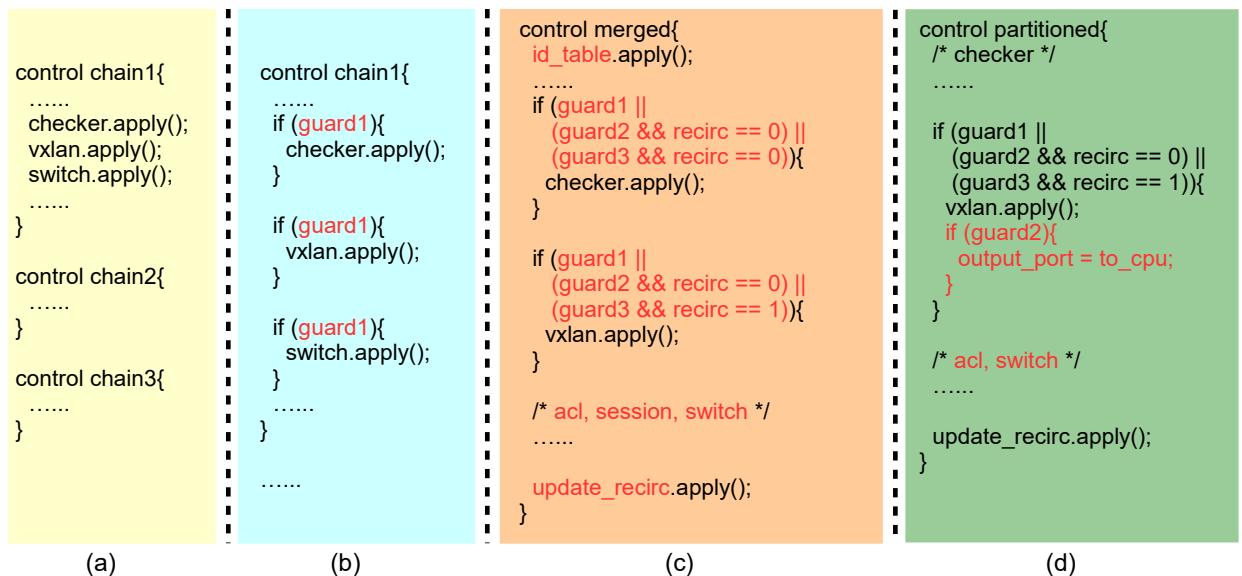 control chain1{
…...
checker.apply();
vxlan.apply();
switch.apply();
…...
}
control chain2{
…...
}
control chain3{
…...
}
(a)
control chain1{
…...
if (guard1){
checker.apply();
}
if (guard1){
vxlan.apply();
}
if (guard1){
switch.apply();
}
…...
}
…...
(b)
control merged{
id_table.apply();
…...
if (guard1 ||
(guard2 && recirc == 0) ||
(guard3 && recirc == 0)){
checker.apply();
}
if (guard1 ||
(guard2 && recirc == 0) ||
(guard3 && recirc == 1)){
vxlan.apply();
}
/* acl, session, switch */
…...
update_recirc.apply();
}
(c)
control partitioned{
/* checker */
…...
if (guard1 ||
(guard2 && recirc == 0) ||
(guard3 && recirc == 1)){
vxlan.apply();
if (guard2){
output_port = to_cpu;
}
}
/* acl, switch */
…...
update_recirc.apply();
}
(d)